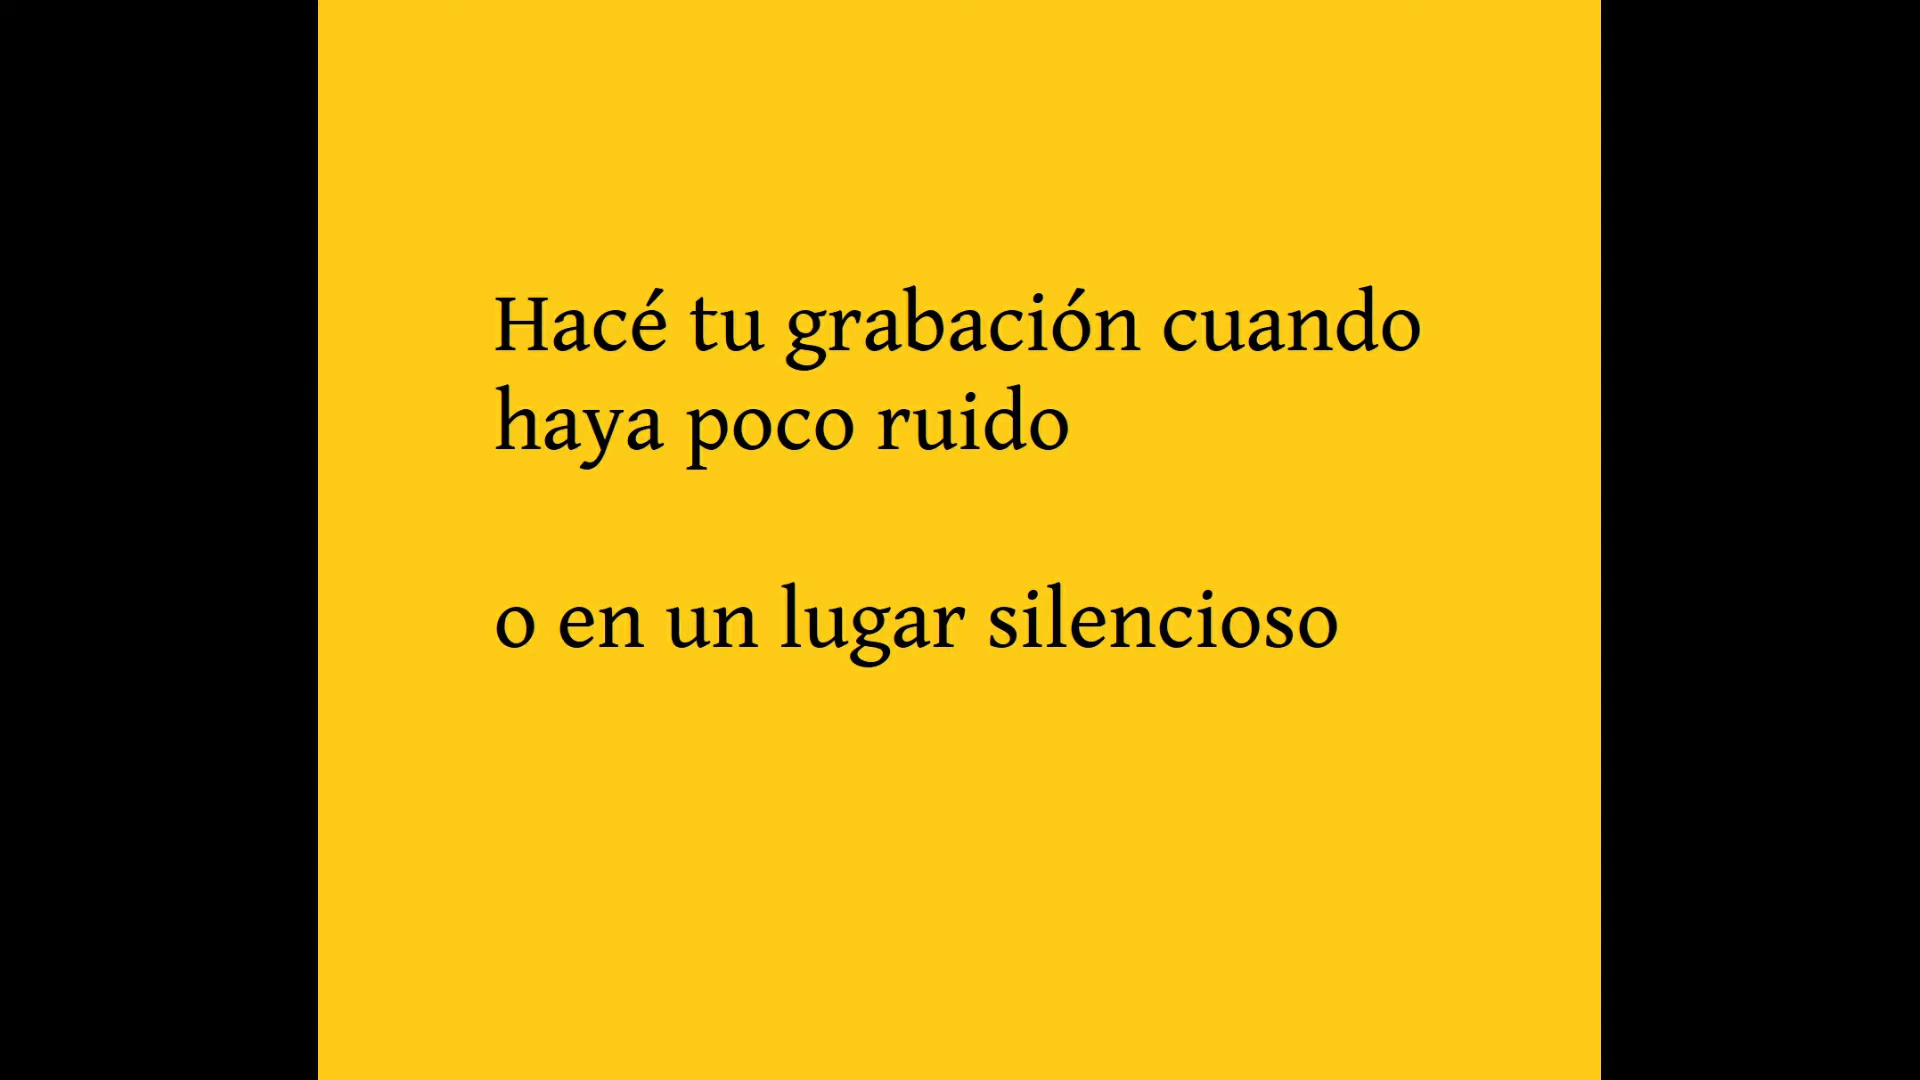 Hacé tu grabación cuando
haya poco ruido
o en un lugar silencioso